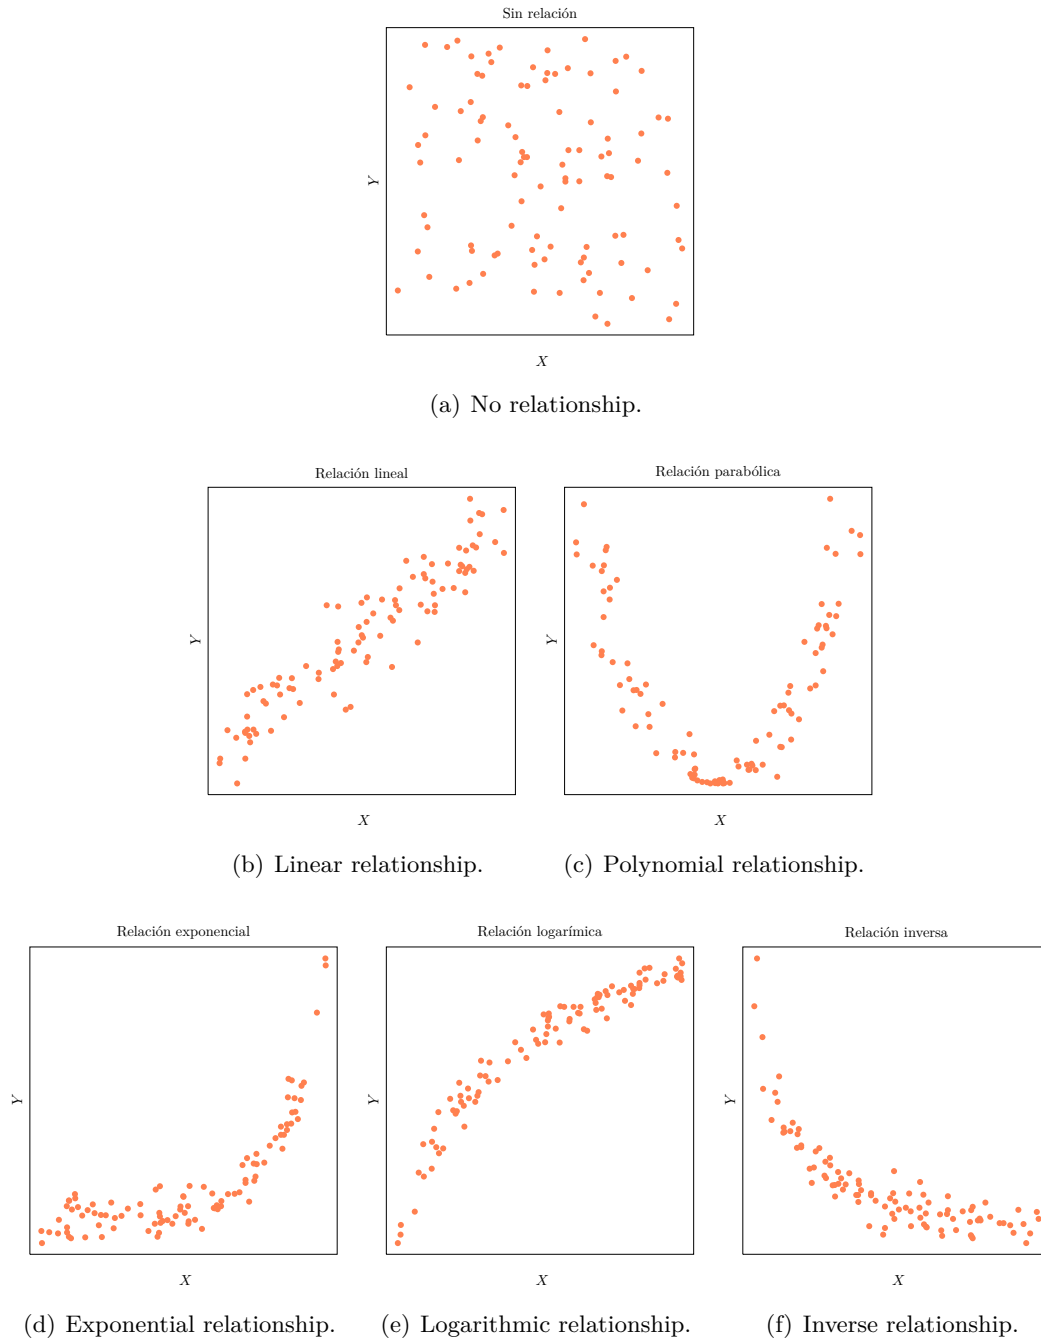 Sin relación
Y
X
(a) No relationship.
Relación lineal
Relación parabólica
Y
Y
X
X
(b) Linear relationship.
(c) Polynomial relationship.
Relación exponencial
Relación logarímica
Relación inversa
Y
Y
Y
X
X
X
(d) Exponential relationship.
(e) Logarithmic relationship.
(f) Inverse relationship.